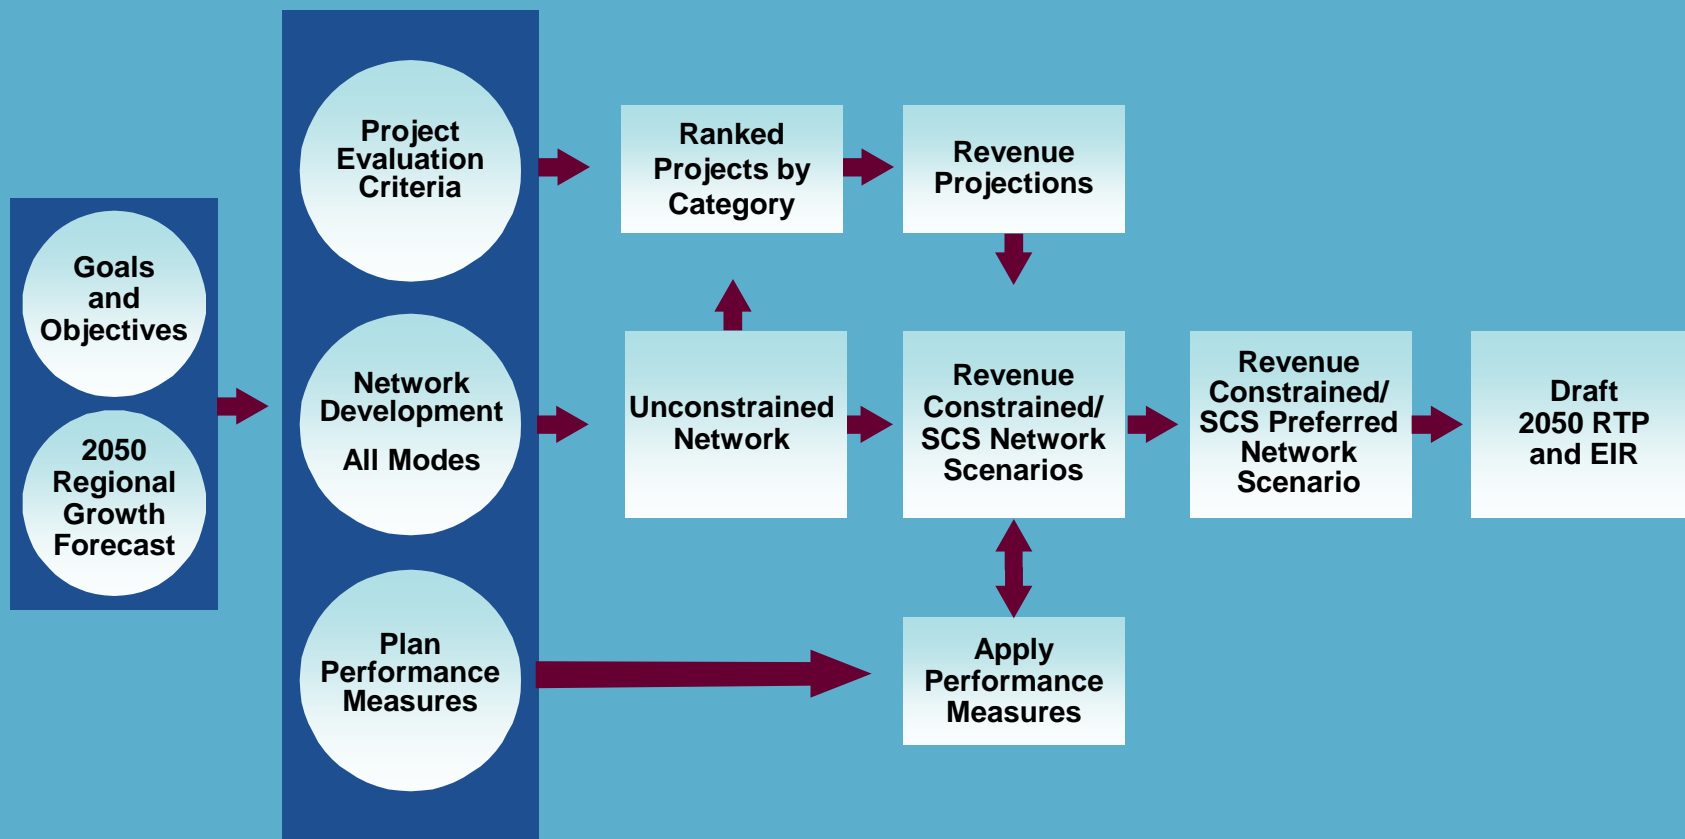 Goals
and
Objectives
2050
Regional
Growth
Forecast
Project
Evaluation
Criteria
Network
Development
All Modes
Plan
Performance
Measures
Ranked
Projects by
Category
Revenue
Projections
Unconstrained
Network
Revenue
Constrained/
SCS Network
Scenarios
Revenue
Constrained/
SCS Preferred
Network
Scenario
Draft
2050 RTP
and EIR
Apply
Performance
Measures